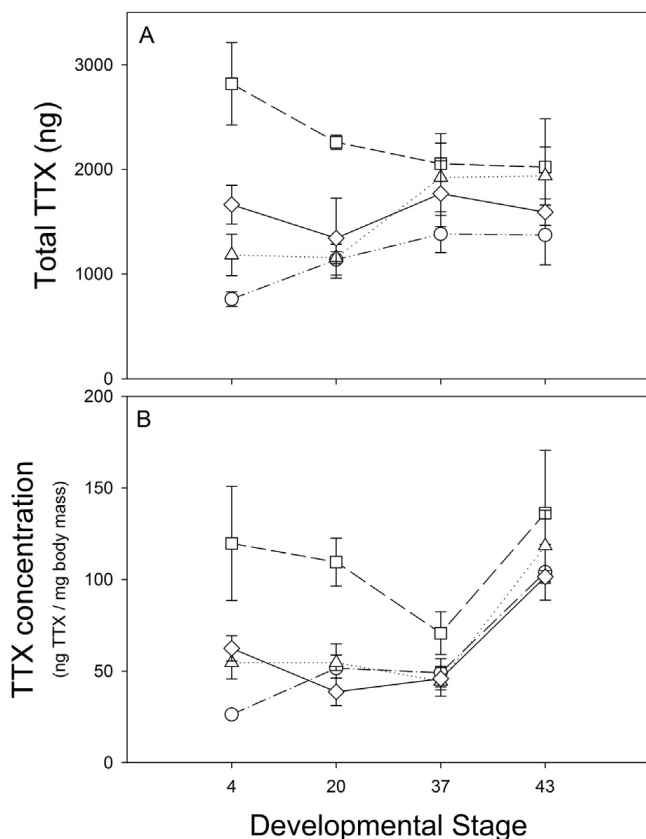 A
Total TTX (ng)
3000
2000
1000
0
B
TTX concentration
(ng TTX / mg body mass)
200
150
100
50
0
4 20 37 43
Developmental Stage